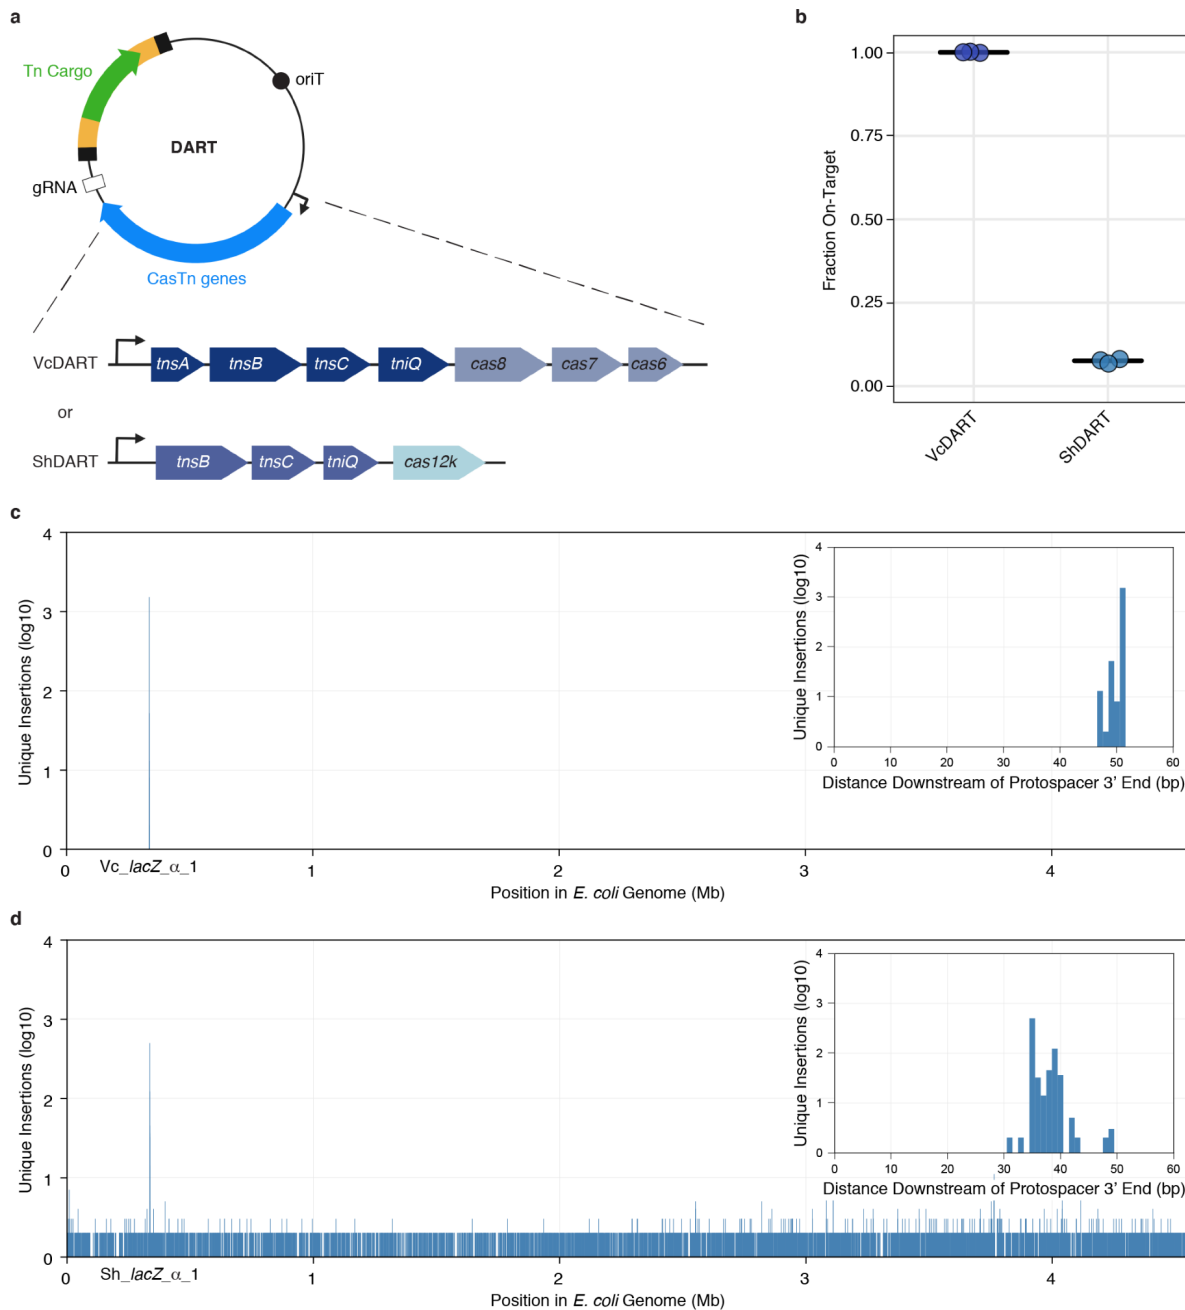 a
Tn Cargo
oriT
DART
gRNA
CasTn genes
VcDART
tnsA tnsB tnsC tniQ cas8 cas7 cas6
or
ShDART
tnsB tnsC tniQ cas12k
b
Fraction On-Target
1.00
0.75
0.50
0.25
0.00
VcDART
ShDART
c
Unique Insertions (log10)
4
3
2
1
0
0 1 2 3 4
Vc_lacZ_α_1
Position in E. coli Genome (Mb)
Unique Insertions (log10)
4
3
2
1
0
0 10 20 30 40 50 60
Distance Downstream of Protospacer 3' End (bp)
d
Unique Insertions (log10)
4
3
2
1
0
0 1 2 3 4
Sh_lacZ_α_1
Position in E. coli Genome (Mb)
Unique Insertions (log10)
4
3
2
1
0
0 10 20 30 40 50 60
Distance Downstream of Protospacer 3' End (bp)